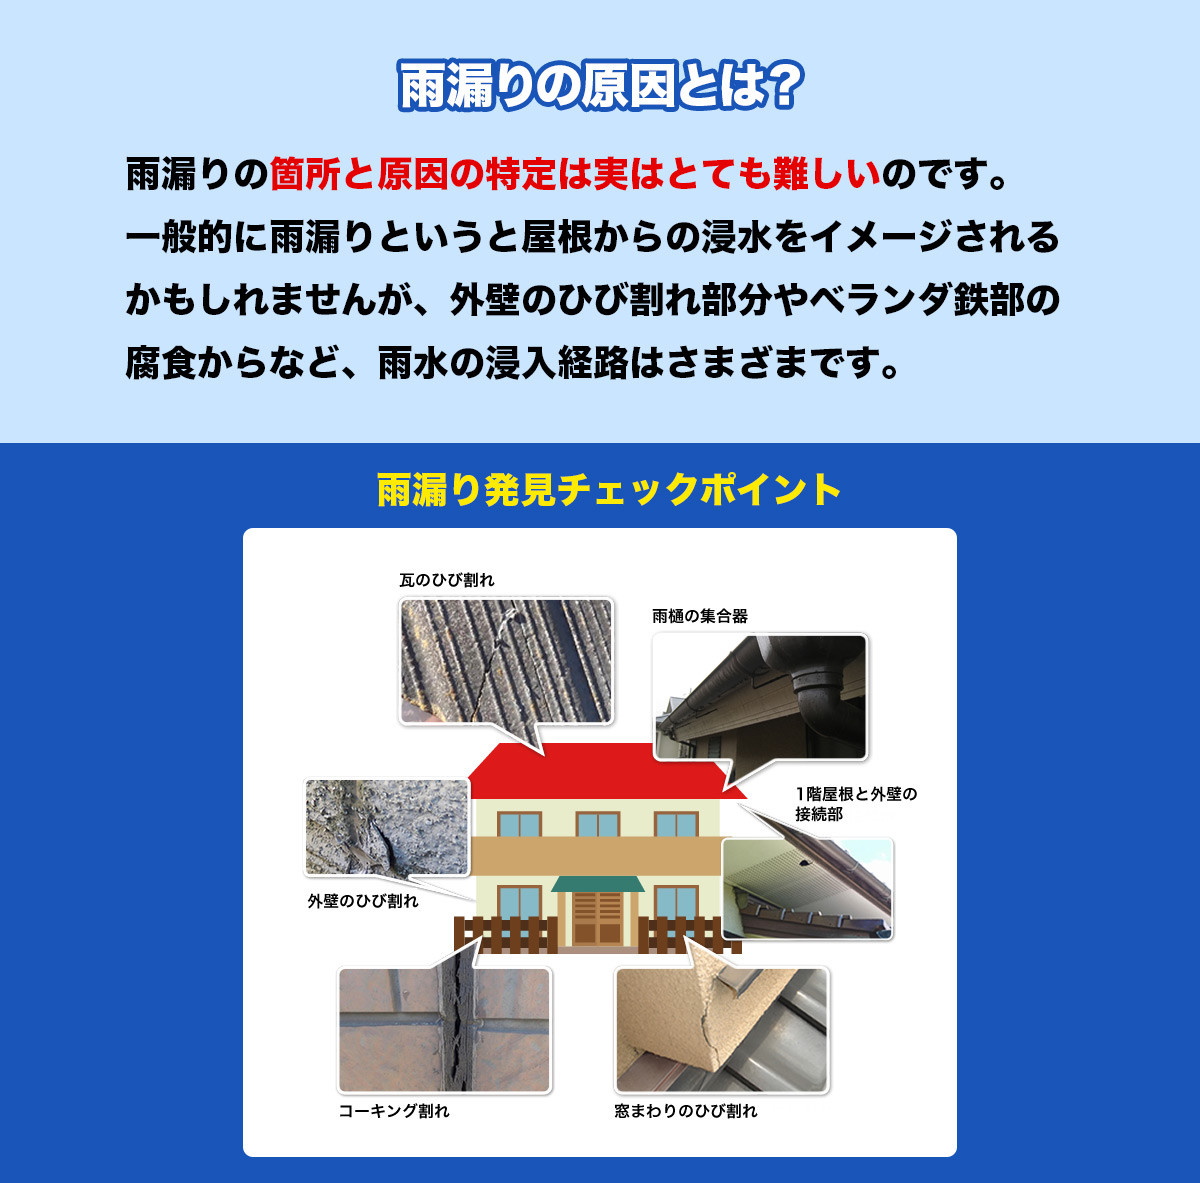 雨漏りの原因とは？
雨漏りの箇所と原因の特定は実はとても難しいのです。
一般的に雨漏りというと屋根からの浸水をイメージされる
かもしれませんが、外壁のひび割れ部分やベランダ鉄部の
腐食からなど、雨水の浸入経路はさまざまです。
雨漏り発見チェックポイント
瓦のひび割れ
雨樋の集合器
1階屋根と外壁の
接続部
外壁のひび割れ
コーキング割れ
窓まわりのひび割れ